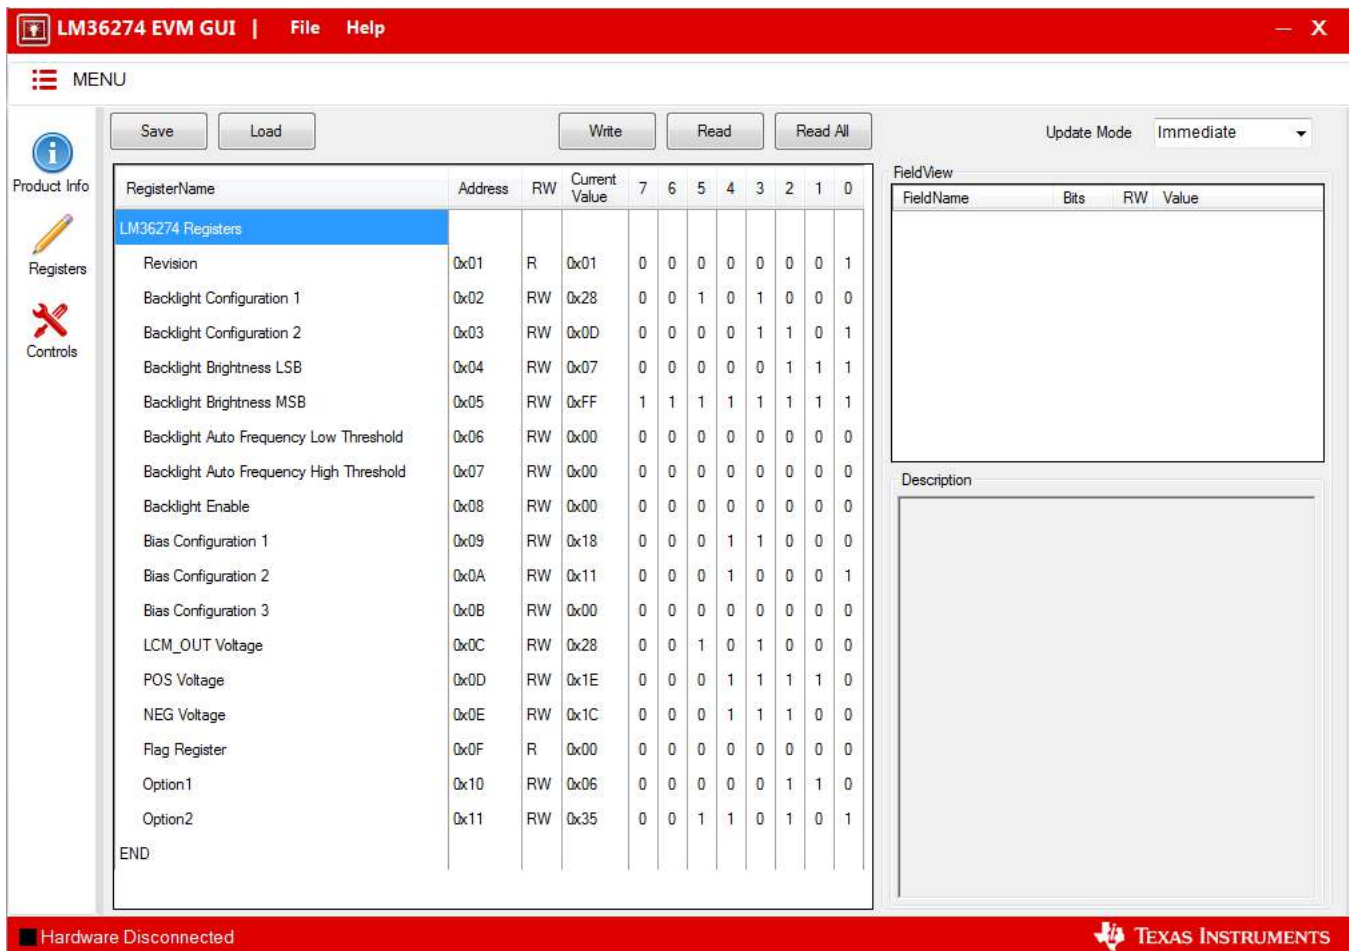 LM36274 EVM GUI | File Help
MENU
Save Load Write Read Read All Update Mode Immediate
Product Info
Registers
Controls
RegisterName Address RW Current Value 7 6 5 4 3 2 1 0
LM36274 Registers
Revision 0x01 R 0x01 0 0 0 0 0 0 0 1
Backlight Configuration 1 0x02 RW 0x28 0 0 1 0 1 0 0 0
Backlight Configuration 2 0x03 RW 0x0D 0 0 0 0 1 1 0 1
Backlight Brightness LSB 0x04 RW 0x07 0 0 0 0 0 1 1 1
Backlight Brightness MSB 0x05 RW 0xFF 1 1 1 1 1 1 1 1
Backlight Auto Frequency Low Threshold 0x06 RW 0x00 0 0 0 0 0 0 0 0
Backlight Auto Frequency High Threshold 0x07 RW 0x00 0 0 0 0 0 0 0 0
Backlight Enable 0x08 RW 0x00 0 0 0 0 0 0 0 0
Bias Configuration 1 0x09 RW 0x18 0 0 0 1 1 0 0 0
Bias Configuration 2 0x0A RW 0x11 0 0 0 1 0 0 0 1
Bias Configuration 3 0x0B RW 0x00 0 0 0 0 0 0 0 0
LCM_OUT Voltage 0x0C RW 0x28 0 0 1 0 1 0 0 0
POS Voltage 0x0D RW 0x1E 0 0 0 1 1 1 1 0
NEG Voltage 0x0E RW 0x1C 0 0 0 1 1 1 0 0
Flag Register 0x0F R 0x00 0 0 0 0 0 0 0 0
Option1 0x10 RW 0x06 0 0 0 0 0 1 1 0
Option2 0x11 RW 0x35 0 0 1 1 0 1 0 1
END
FieldView
FieldName Bits RW Value
Description
Hardware Disconnected
TEXAS INSTRUMENTS